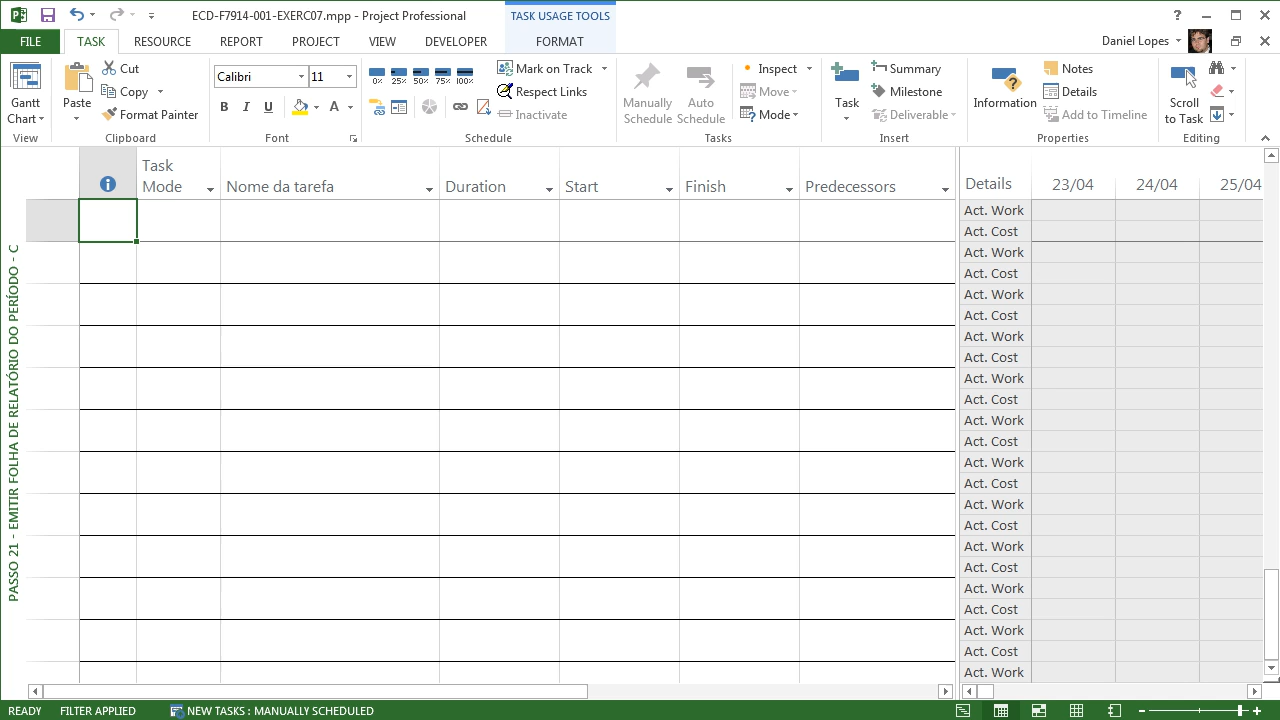 ECD-F7914-001-EXERC07.mpp - Project Professional
TASK USAGE TOOLS
?
FILE
TASK
RESOURCE
REPORT
PROJECT
VIEW
DEVELOPER
FORMAT
Daniel Lopes
Gantt Chart
View
Paste
Cut
Copy
Format Painter
Clipboard
Calibri
11
B I U A
Font
0% 25% 50% 75% 100%
Mark on Track
Respect Links
Inactivate
Schedule
Manually Schedule
Auto Schedule
Inspect
Move
Mode
Tasks
Task
Summary
Milestone
Deliverable
Insert
Information
Notes
Details
Add to Timeline
Properties
Scroll to Task
Editing
Task Mode
Nome da tarefa
Duration
Start
Finish
Predecessors
Details
23/04
24/04
25/04
Act. Work
Act. Cost
Act. Work
Act. Cost
Act. Work
Act. Cost
Act. Work
Act. Cost
Act. Work
Act. Cost
Act. Work
Act. Cost
Act. Work
Act. Cost
Act. Work
Act. Cost
Act. Work
Act. Cost
Act. Work
Act. Cost
Act. Work
Act. Cost
Act. Work
PASSO 21 - EMITIR FOLHA DE RELATÓRIO DO PERÍODO - C
READY
FILTER APPLIED
NEW TASKS : MANUALLY SCHEDULED